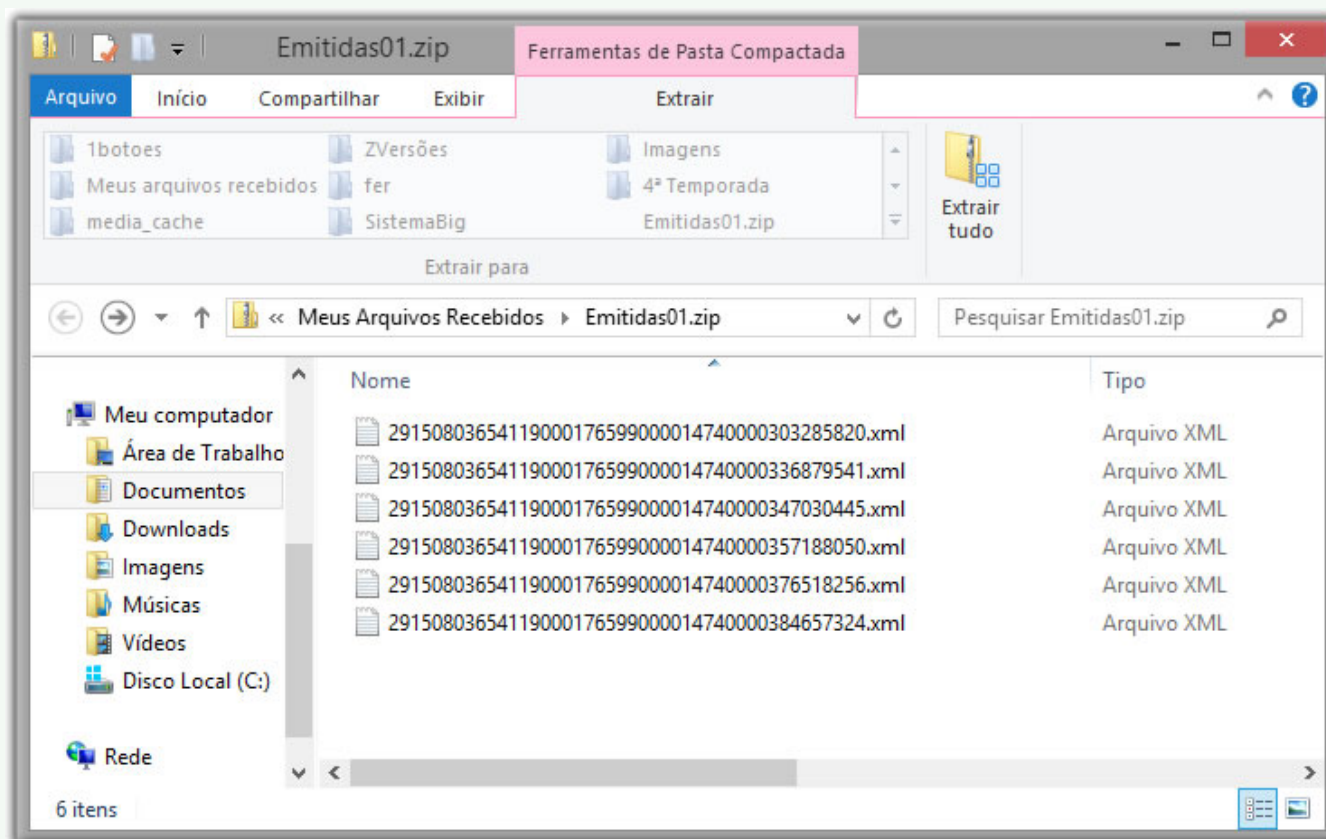 Emitidas01.zip Ferramentas de Pasta Compactada
Arquivo Início Compartilhar Exibir Extrair
1botoes ZVersões Imagens
Meus arquivos recebidos fer 4ª Temporada
media_cache SistemaBig Emitidas01.zip
Extrair tudo
Extrair para
« Meus Arquivos Recebidos Emitidas01.zip Pesquisar Emitidas01.zip
Nome Tipo
Meu computador
Área de Trabalho
Documentos
Downloads
Imagens
Músicas
Vídeos
Disco Local (C:)
Rede
29150803654119000176599000014740000303285820.xml Arquivo XML
29150803654119000176599000014740000336879541.xml Arquivo XML
29150803654119000176599000014740000347030445.xml Arquivo XML
29150803654119000176599000014740000357188050.xml Arquivo XML
29150803654119000176599000014740000376518256.xml Arquivo XML
29150803654119000176599000014740000384657324.xml Arquivo XML
6 itens